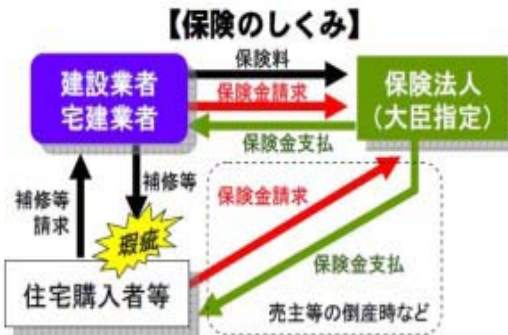 【保険のしくみ】
保険料
建設業者
宅建業者
保険金請求
保険法人
(大臣指定)
保険金支払
補修等
補修等
請求
瑕疵
保険金請求
保険金支払
住宅購入者等
売主等の倒産時など